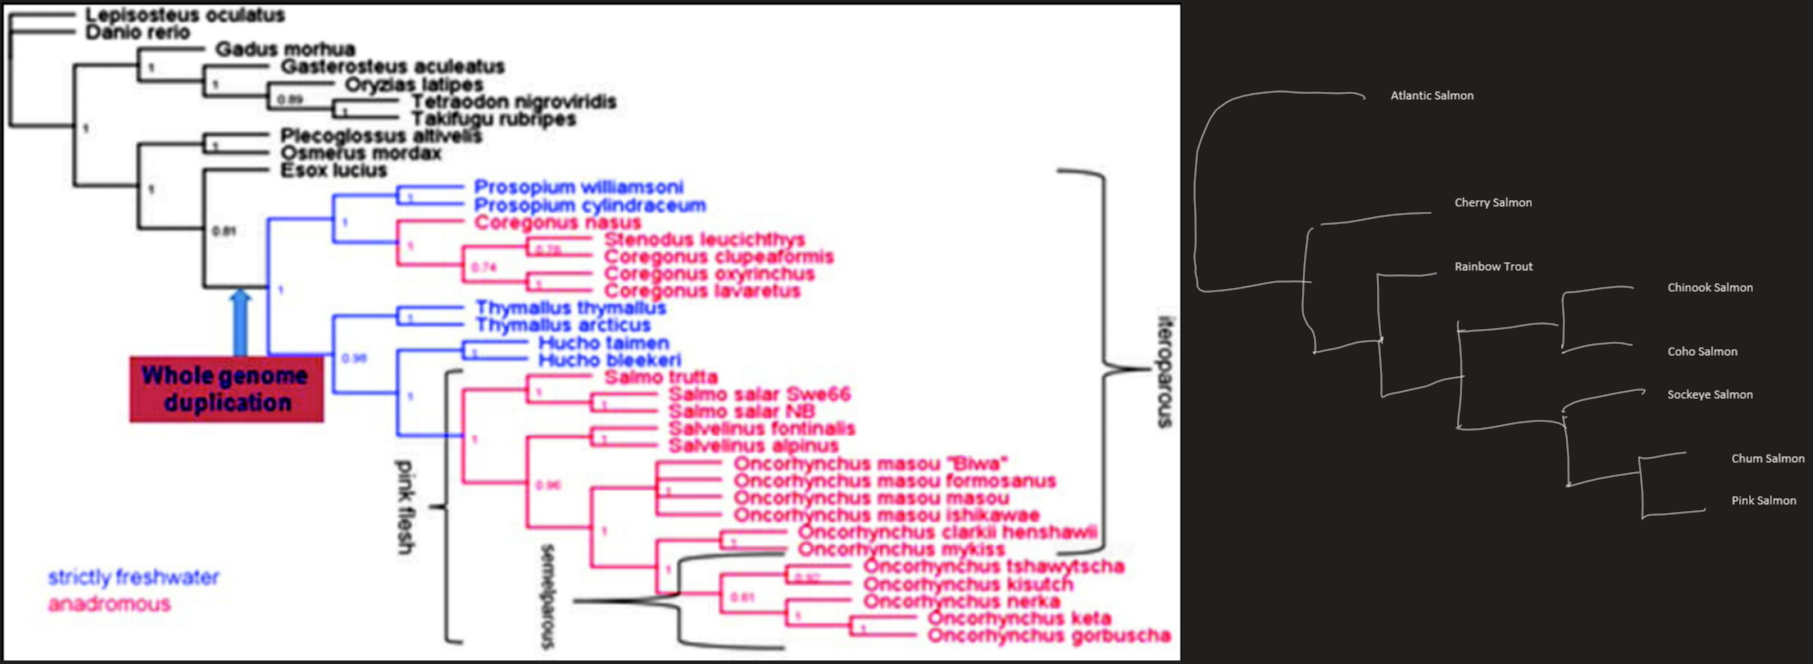 Lepisosteus oculatus
Danio rerio
Gadus morhua
1
Gasterosteus aculeatus
1
Oryzias latipes
0.89
Tetraodon nigroviridis
1
Takifugu rubripes
1
Plecoglossus altivelis
1
Osmerus mordax
1
Esox lucius
0.81
Prosopium williamsoni
1
Prosopium cylindraceum
1
Coregonus nasus
1
Stenodus leucichthys
Coregonus clupeaformis
0.74
Coregonus oxyrinchus
1
Coregonus lavaretus
1
Thymallus thymallus
1
Thymallus arcticus
0.98
Hucho taimen
1
Hucho bleekeri
Whole genome
duplication
Salmo trutta
1
1
Salmo salar Swe66
1
Salmo salar NB
Salvelinus fontinalis
1
1
Salvelinus alpinus
Oncorhynchus masou "Biwa"
0.96
Oncorhynchus masou formosanus
1
Oncorhynchus masou masou
Oncorhynchus masou ishikawae
1
Oncorhynchus clarkii henshawii
1
Oncorhynchus mykiss
1
Oncorhynchus tshawytscha
Oncorhynchus kisutch
0.61
Oncorhynchus nerka
1
Oncorhynchus keta
1
Oncorhynchus gorbuscha
iteroparous
pink flesh
semelparous
strictly freshwater
anadromous
Atlantic Salmon
Cherry Salmon
Rainbow Trout
Chinook Salmon
Coho Salmon
Sockeye Salmon
Chum Salmon
Pink Salmon